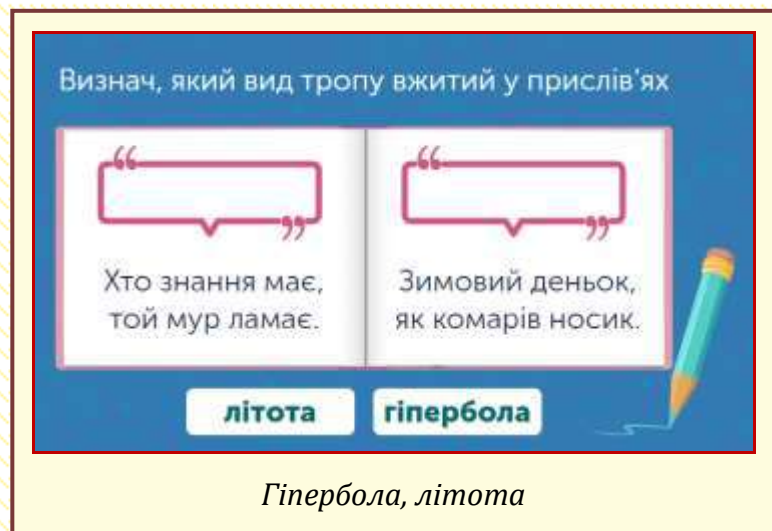 Визнач, який вид тропу вжитий у прислів'ях
Хто знання має,
той мур ламає.
Зимовий деньок,
як комарів носик.
літота
гіпербола
Гіпербола, літота